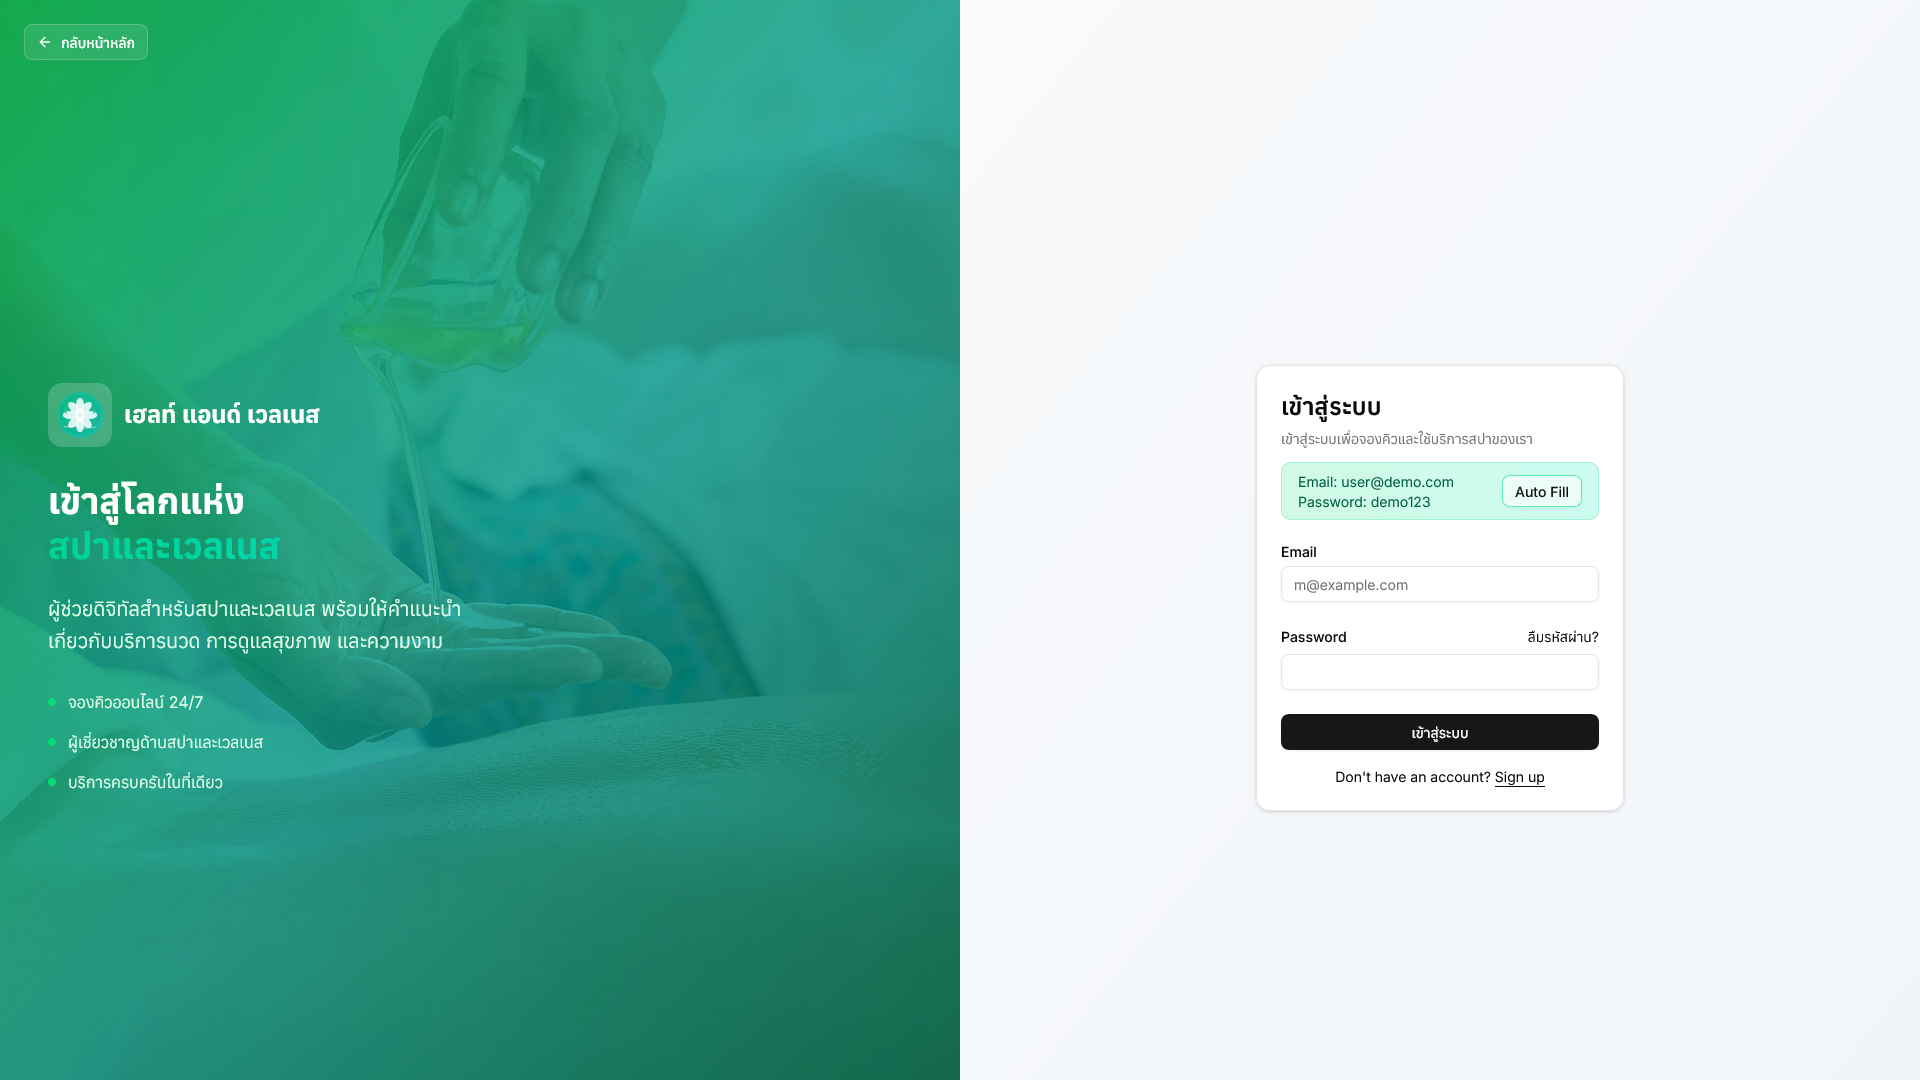 กลับหน้าหลัก
เฮลท์ แอนด์ เวลเนส
เข้าสู่โลกแห่ง
สปาและเวลเนส
ผู้ช่วยดิจิทัลสำหรับสปาและเวลเนส พร้อมให้คำแนะนำ
เกี่ยวกับบริการนวด การดูแลสุขภาพ และความงาม
จองคิวออนไลน์ 24/7
ผู้เชี่ยวชาญด้านสปาและเวลเนส
บริการครบครันในที่เดียว
เข้าสู่ระบบ
เข้าสู่ระบบเพื่อจองคิวและใช้บริการสปาของเรา
Email: user@demo.com
Password: demo123
Auto Fill
Email
m@example.com
Password
ลืมรหัสผ่าน?
เข้าสู่ระบบ
Don't have an account? Sign up